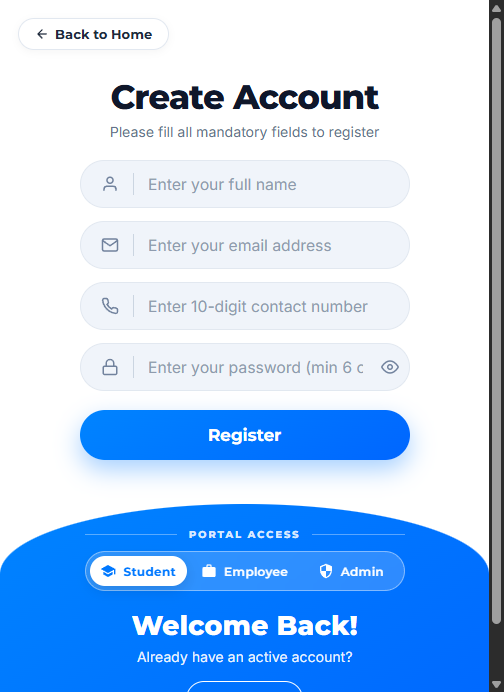 Back to Home
Create Account
Please fill all mandatory fields to register
Enter your full name
Enter your email address
Enter 10-digit contact number
Enter your password (min 6 c
Register
PORTAL ACCESS
Student Employee Admin
Welcome Back!
Already have an active account?